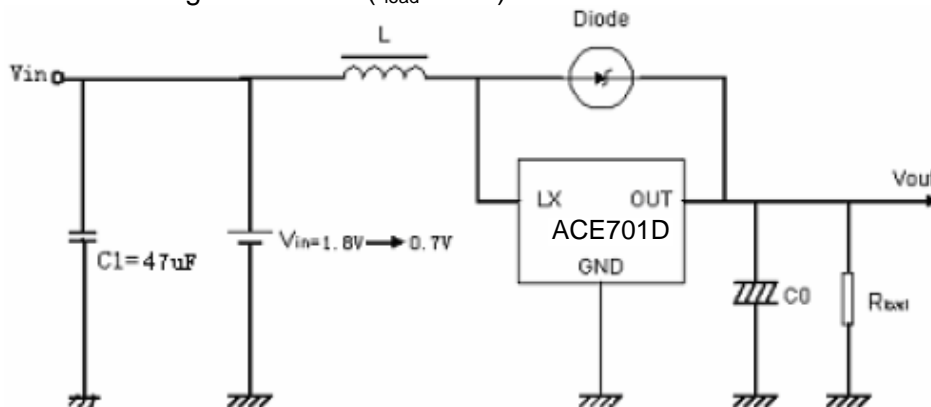 Diode
L
Vin
LX OUT
Vout
ACE701D
Vin=1.8V 0.7V
GND
C1=47uF
C0
Rload